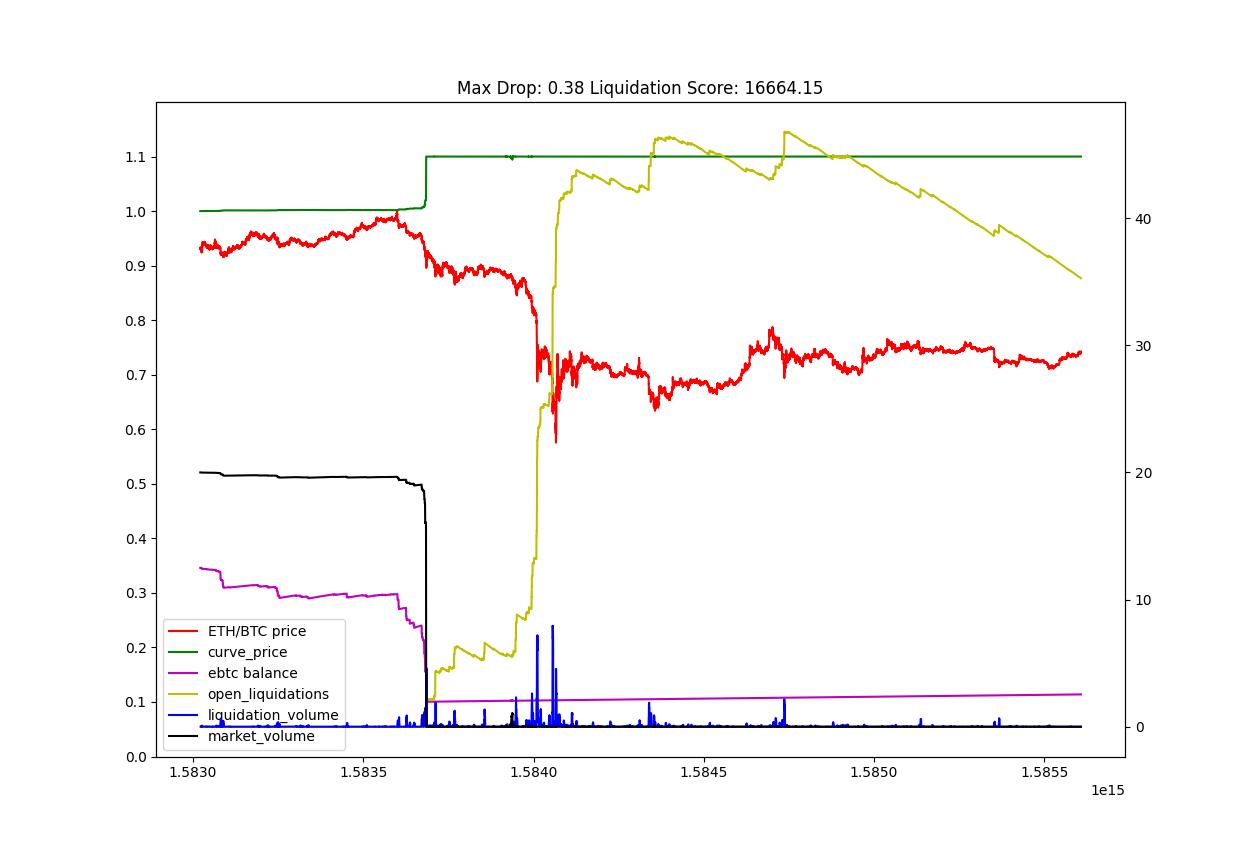 Max Drop: 0.38 Liquidation Score: 16664.15
1.1
1.0
0.9
0.8
0.7
0.6
0.5
0.4
0.3
0.2
0.1
0.0
40
30
20
10
0
ETH/BTC price
curve_price
ebtc balance
open_liquidations
liquidation_volume
market_volume
1.5830 1.5835 1.5840 1.5845 1.5850 1.5855
1e15